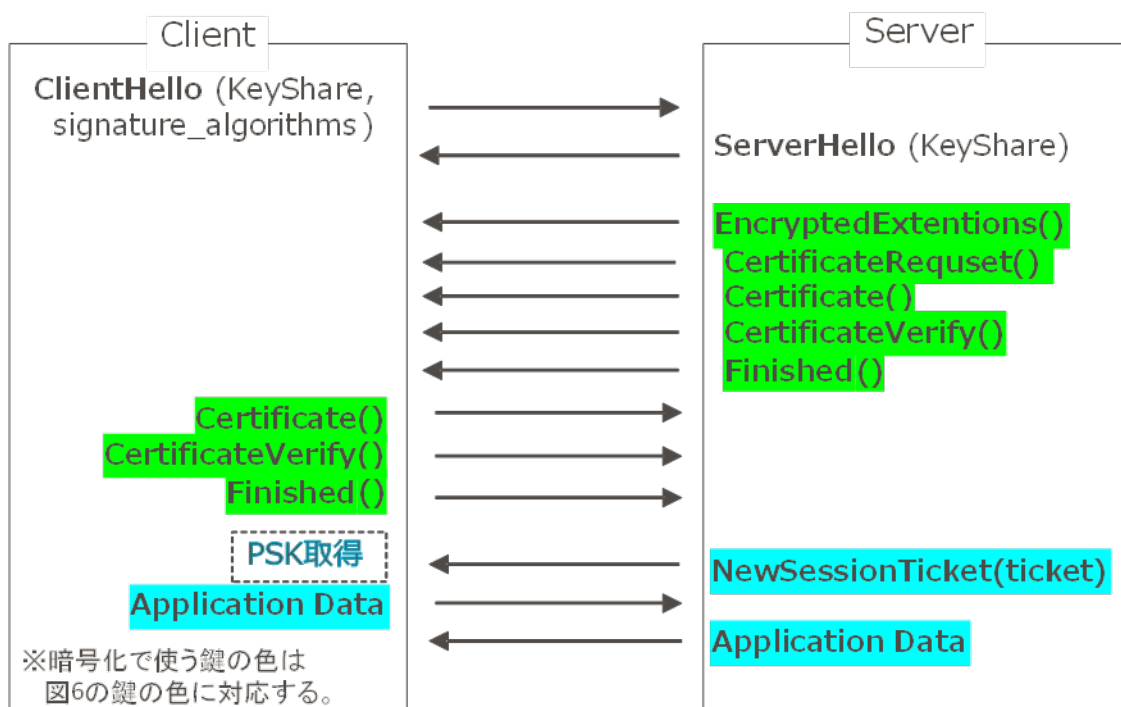 Client
Server
ClientHello (KeyShare,
signature_algorithms)
ServerHello (KeyShare)
EncryptedExtentions()
CertificateRequset()
Certificate()
CertificateVerify()
Finished()
Certificate()
CertificateVerify()
Finished()
PSK取得
NewSessionTicket(ticket)
Application Data
Application Data
※暗号化で使う鍵の色は
図6の鍵の色に対応する。